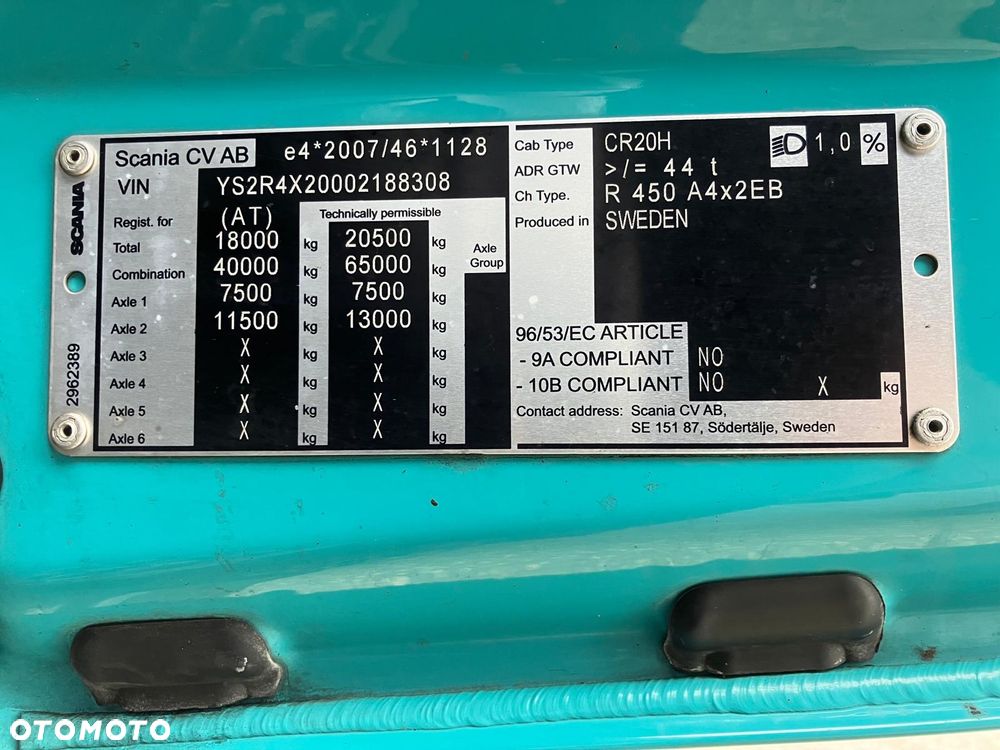 SCANIA
2962389
Scania CV AB e4*2007/46*1128
VIN YS2R4X20002188308
Regist. for (AT) Technically permissible
Total 18000 kg 20500 kg Axle Group
Combination 40000 kg 65000 kg
Axle 1 7500 kg 7500 kg
Axle 2 11500 kg 13000 kg
Axle 3 X kg X kg
Axle 4 X kg X kg
Axle 5 X kg X kg
Axle 6 X kg X kg
Cab Type CR20H 1,0 %
ADR GTW >/= 44 t
Ch Type. R 450 A4x2EB
Produced in SWEDEN
96/53/EC ARTICLE
- 9A COMPLIANT NO
- 10B COMPLIANT NO X kg
Contact address: Scania CV AB,
SE 151 87, Södertälje, Sweden
OTOMOTO